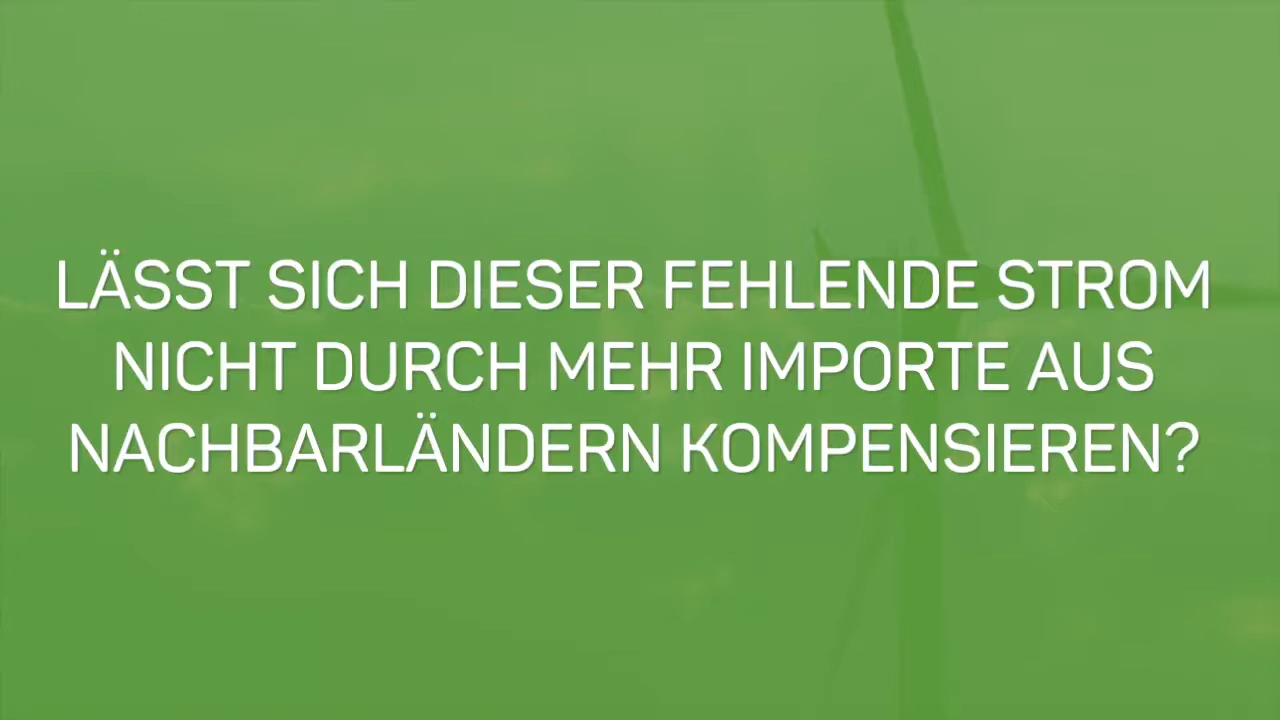 LÄSST SICH DIESER FEHLENDE STROM
NICHT DURCH MEHR IMPORTE AUS
NACHBARLÄNDERN KOMPENSIEREN?